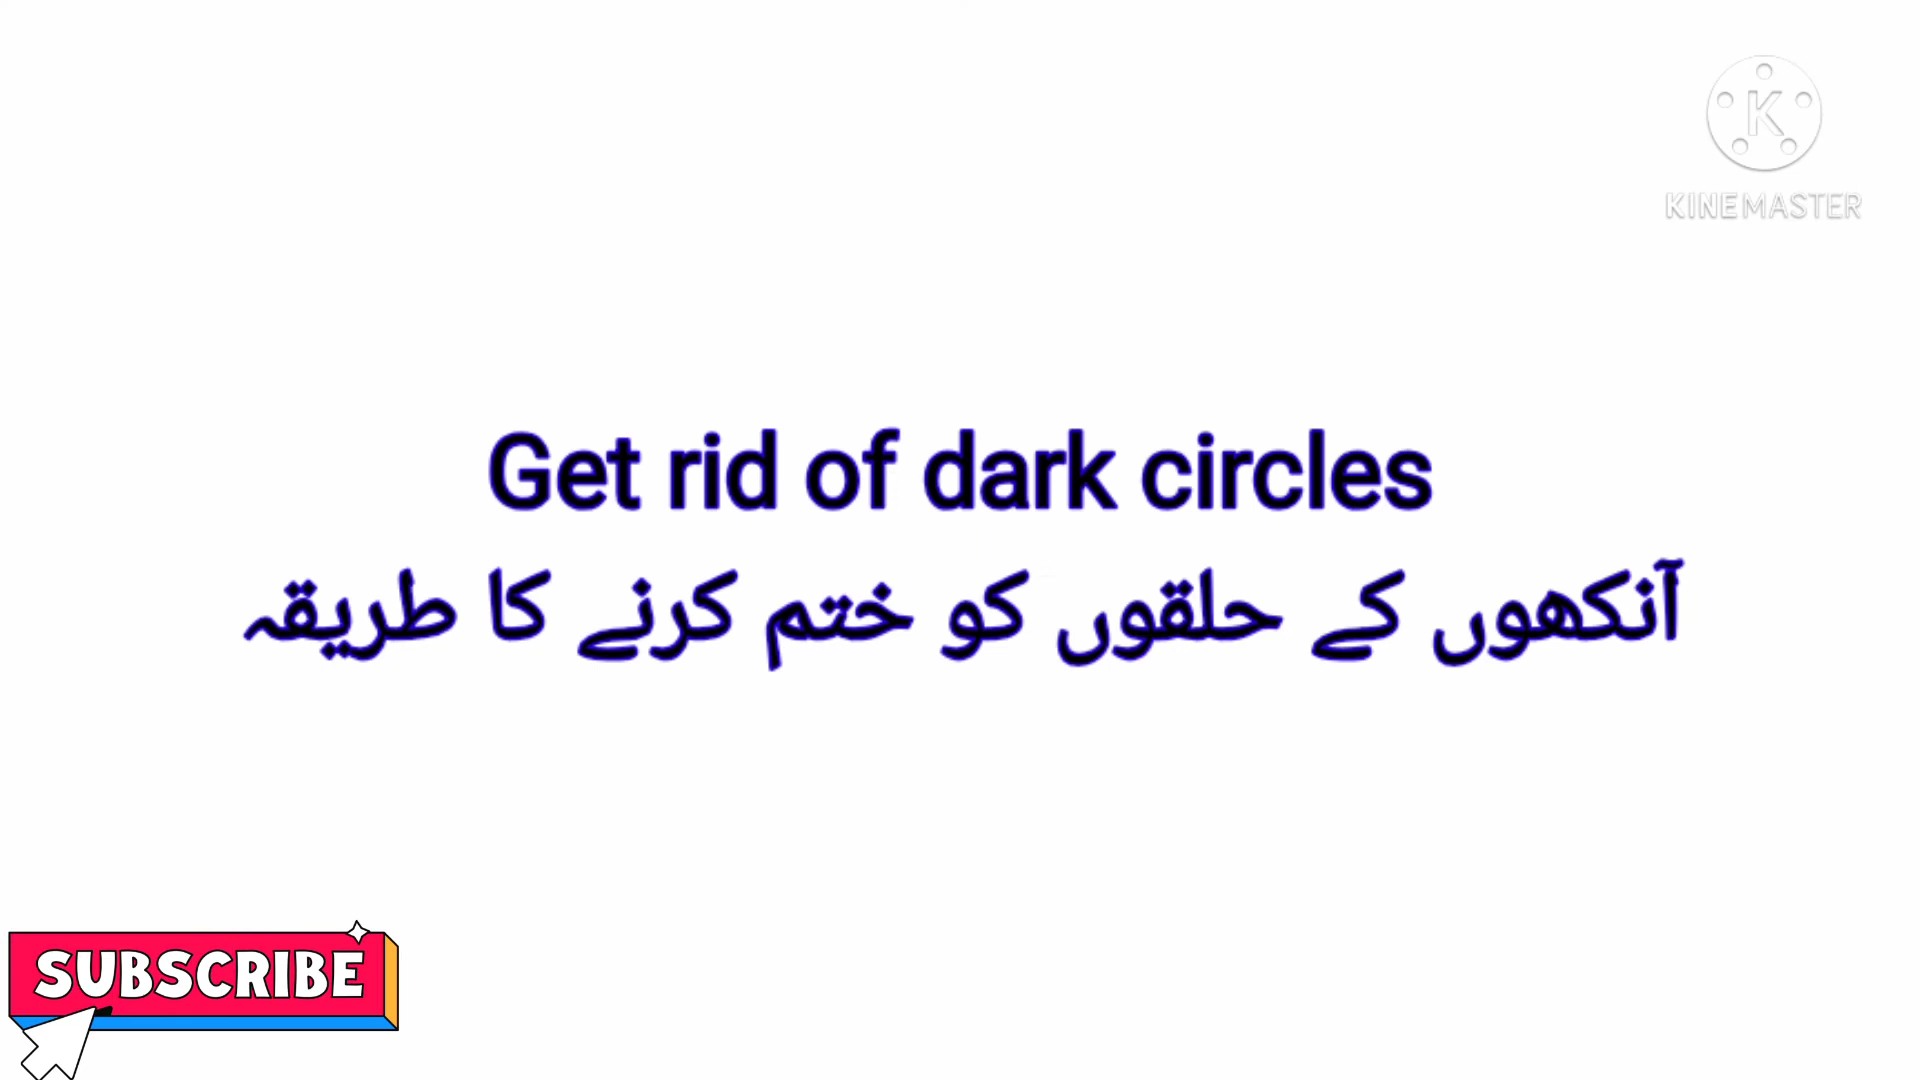 KINEMASTER
Get rid of dark circles
آنکھوں کے حلقوں کو ختم کرنے کا طریقہ
SUBSCRIBE